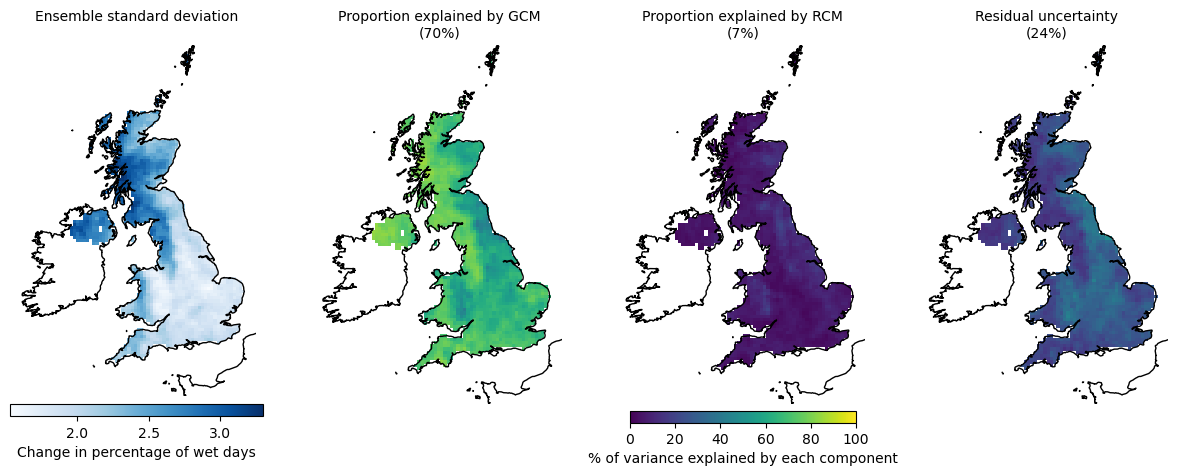 Ensemble standard deviation
Proportion explained by GCM
(70%)
Proportion explained by RCM
(7%)
Residual uncertainty
(24%)
2.0 2.5 3.0
Change in percentage of wet days
0 20 40 60 80 100
% of variance explained by each component